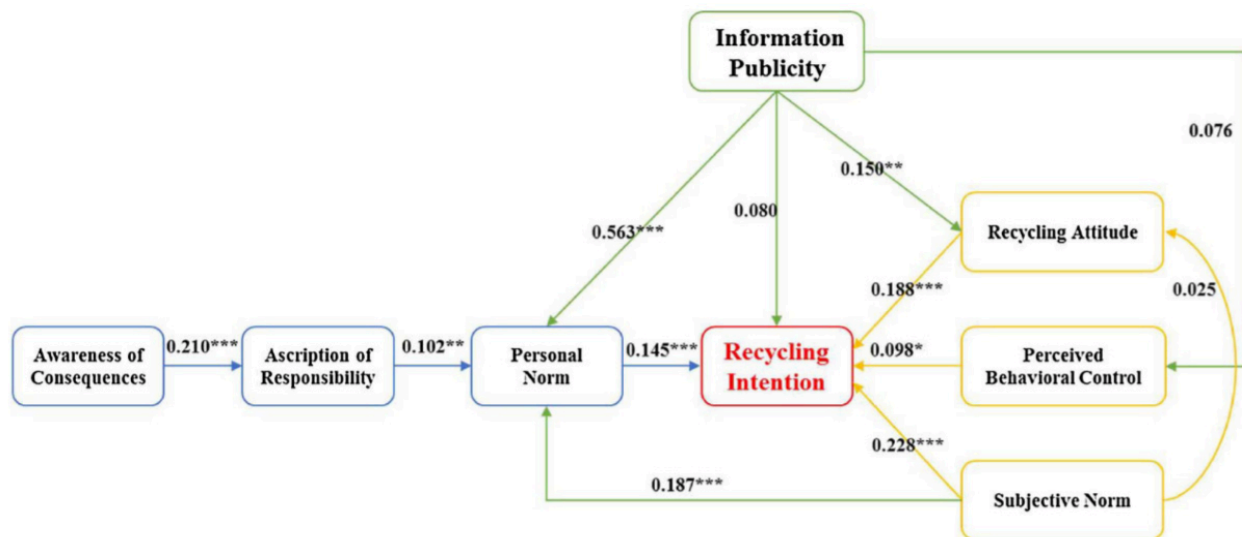 Information
Publicity
0.076
0.150**
0.080
0.563***
Recycling Attitude
0.188***
0.025
Awareness of
Consequences
0.210***
Ascription of
Responsibility
0.102**
Personal
Norm
0.145***
Recycling
Intention
0.098*
Perceived
Behavioral Control
0.228***
0.187***
Subjective Norm